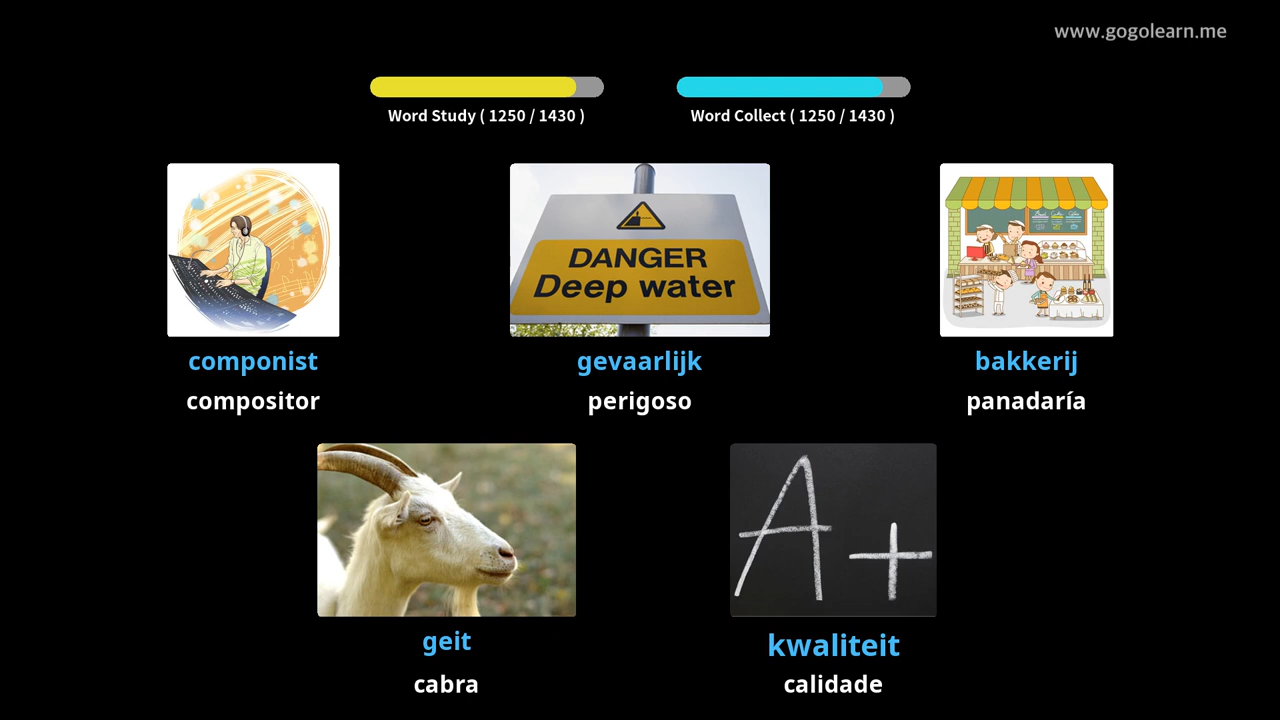 www.gogolearn.me
Word Study ( 1250 / 1430 )
Word Collect ( 1250 / 1430 )
DANGER
Deep water
componist
compositor
gevaarlijk
perigoso
bakkerij
panadaría
A+
geit
cabra
kwaliteit
calidade